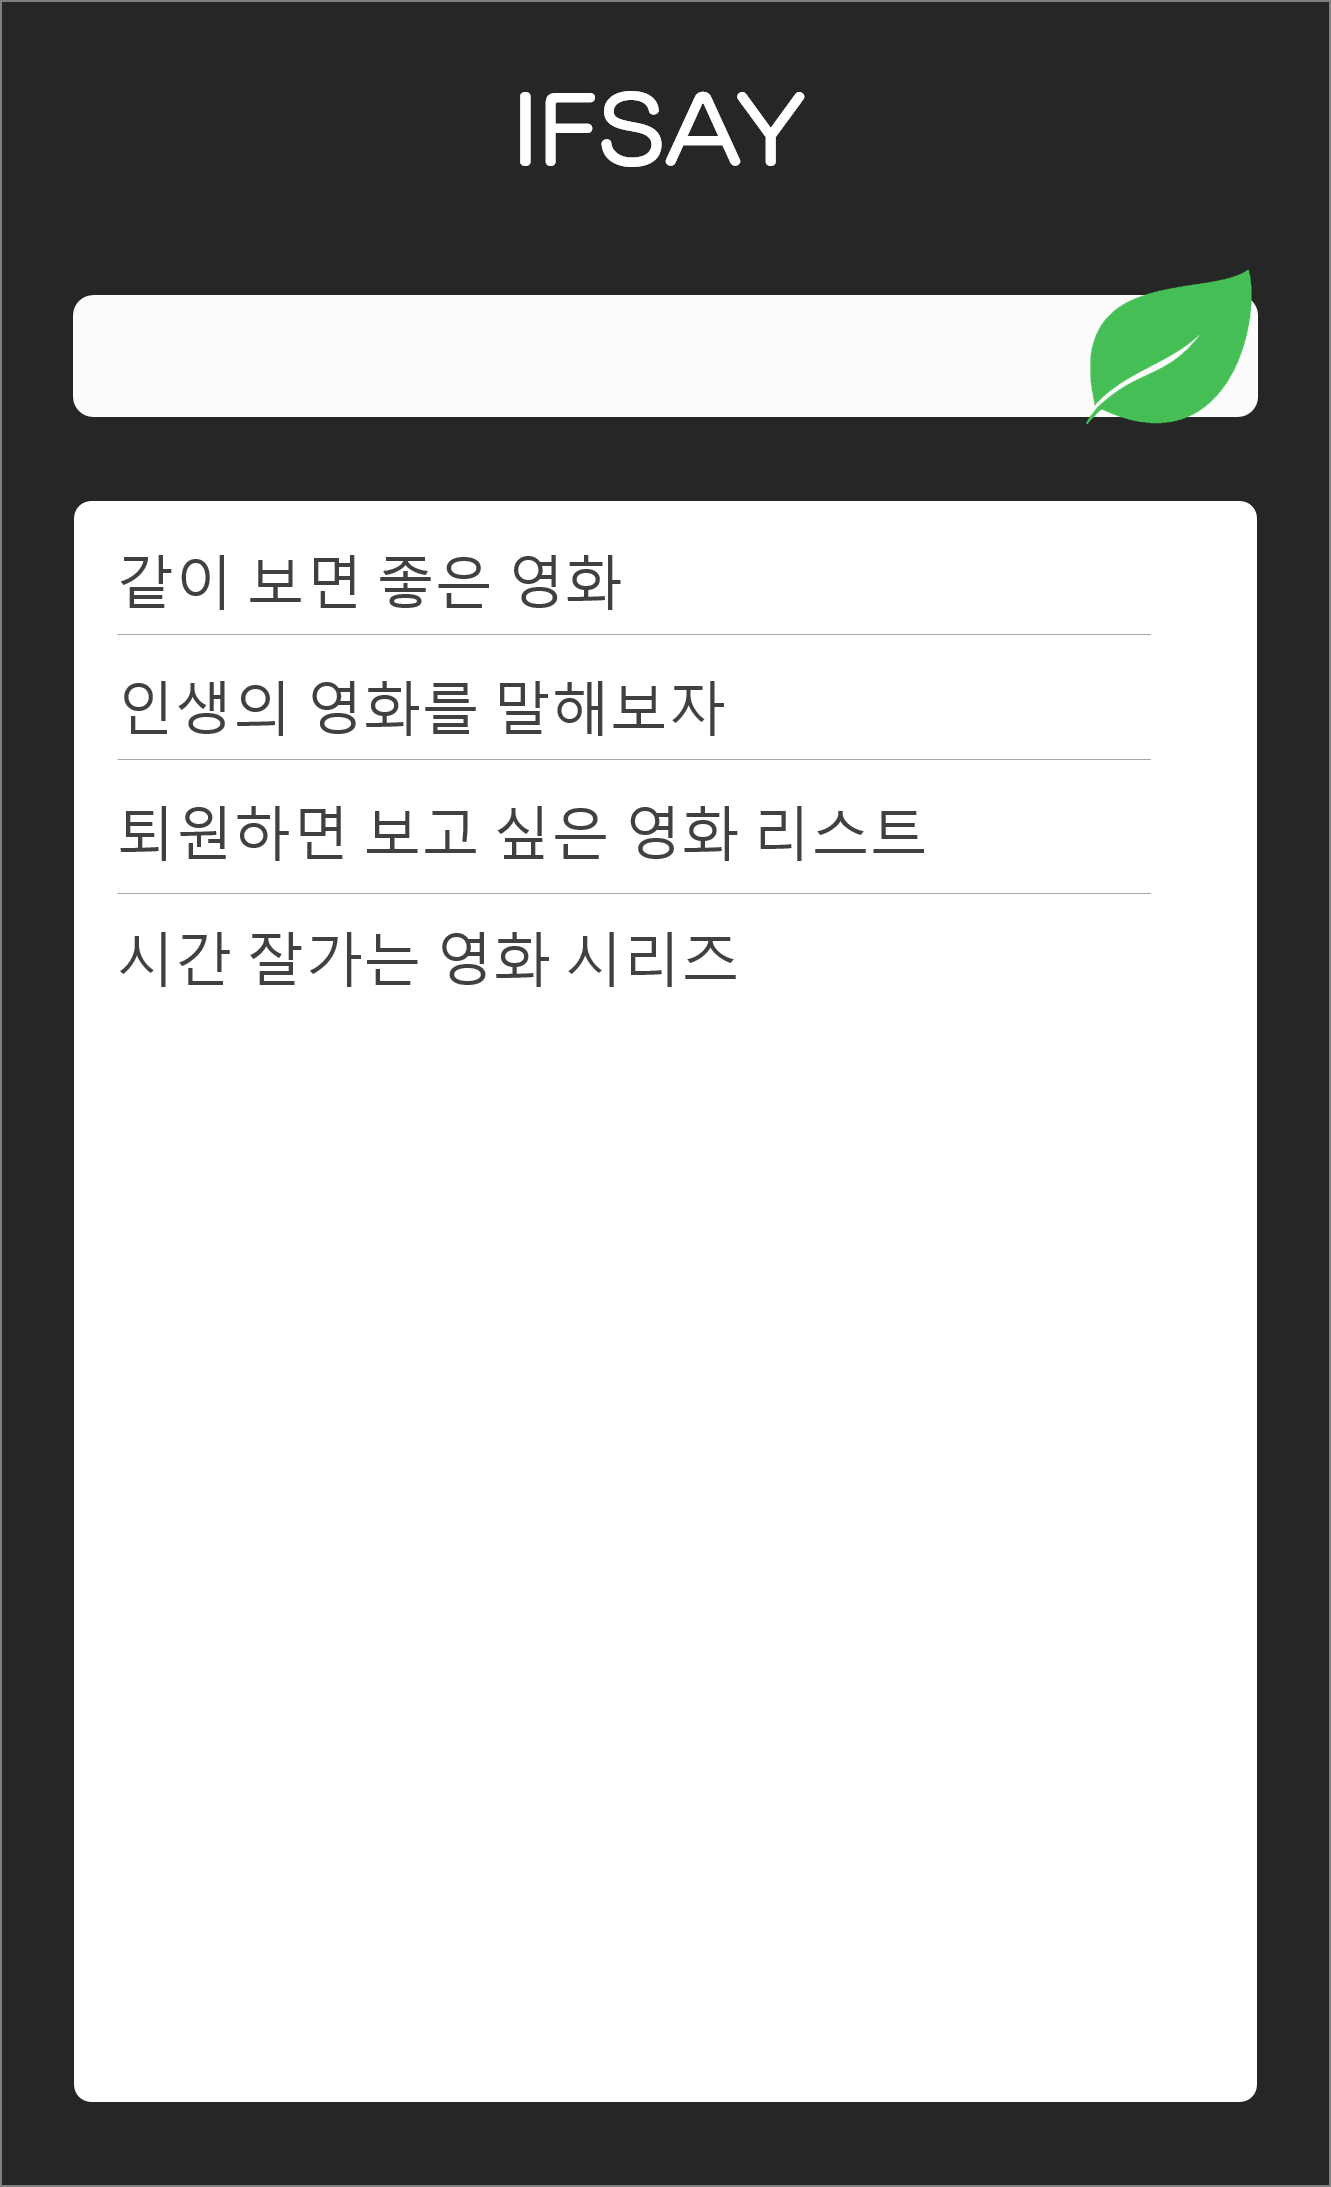 IFSAY
같이 보면 좋은 영화
인생의 영화를 말해보자
퇴원하면 보고 싶은 영화 리스트
시간 잘가는 영화 시리즈